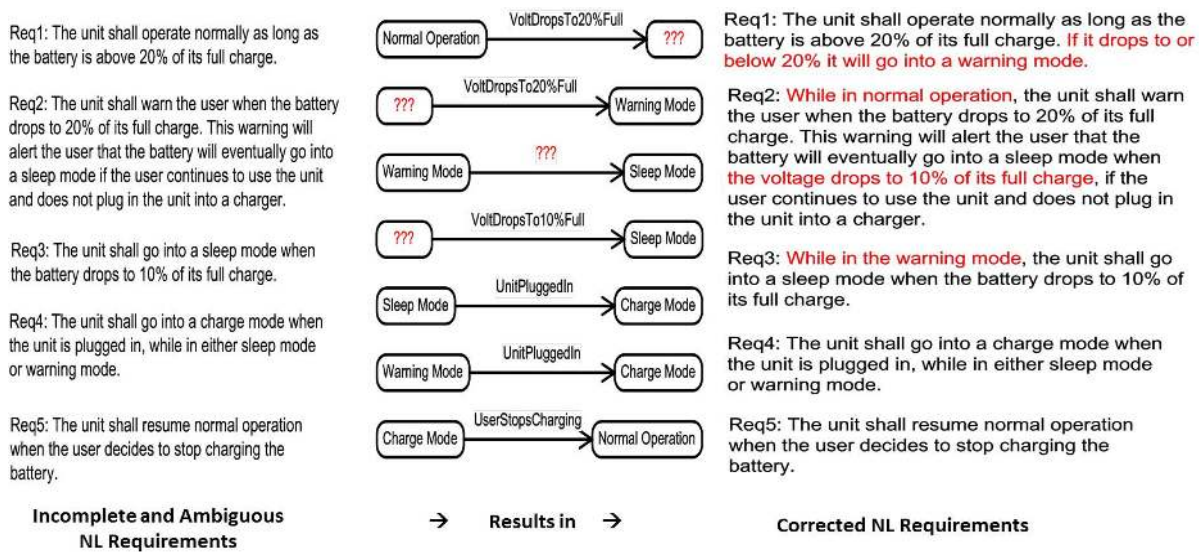 Req1: The unit shall operate normally as long as
the battery is above 20% of its full charge.
Req2: The unit shall warn the user when the battery
drops to 20% of its full charge. This warning will
alert the user that the battery will eventually go into
a sleep mode if the user continues to use the unit
and does not plug in the unit into a charger.
Req3: The unit shall go into a sleep mode when
the battery drops to 10% of its full charge.
Req4: The unit shall go into a charge mode when
the unit is plugged in, while in either sleep mode
or warning mode.
Req5: The unit shall resume normal operation
when the user decides to stop charging the
battery.
Incomplete and Ambiguous
NL Requirements
Normal Operation VoltDropsTo20%Full ???
??? VoltDropsTo20%Full Warning Mode
Warning Mode ??? Sleep Mode
??? VoltDropsTo10%Full Sleep Mode
Sleep Mode UnitPluggedIn Charge Mode
Warning Mode UnitPluggedIn Charge Mode
Charge Mode UserStopsCharging Normal Operation
→ Results in →
Req1: The unit shall operate normally as long as the
battery is above 20% of its full charge. If it drops to or
below 20% it will go into a warning mode.
Req2: While in normal operation, the unit shall warn
the user when the battery drops to 20% of its full
charge. This warning will alert the user that the
battery will eventually go into a sleep mode when
the voltage drops to 10% of its full charge, if the
user continues to use the unit and does not plug in
the unit into a charger.
Req3: While in the warning mode, the unit shall go
into a sleep mode when the battery drops to 10% of
its full charge.
Req4: The unit shall go into a charge mode when
the unit is plugged in, while in either sleep mode
or warning mode.
Req5: The unit shall resume normal operation
when the user decides to stop charging the
battery.
Corrected NL Requirements